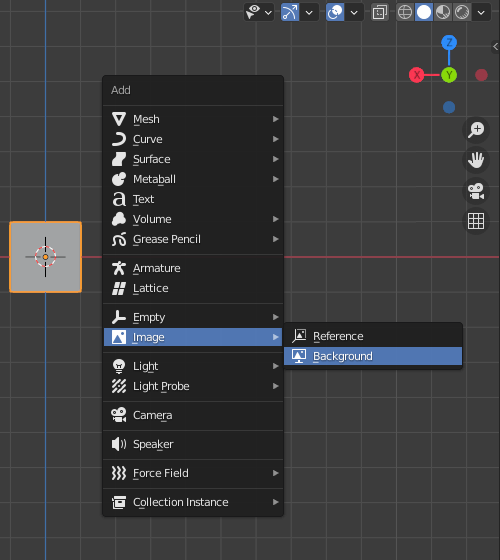 Z
X
Y
Add
Mesh
Curve
Surface
Metaball
Text
Volume
Grease Pencil
Armature
Lattice
Empty
Image
Reference
Background
Light
Light Probe
Camera
Speaker
Force Field
Collection Instance